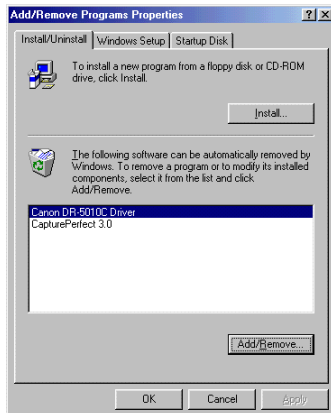 Add/Remove Programs Properties
Install/Uninstall Windows Setup Startup Disk
To install a new program from a floppy disk or CD-ROM
drive, click Install.
Install...
The following software can be automatically removed by
Windows. To remove a program or to modify its installed
components, select it from the list and click
Add/Remove.
Canon DR-5010C Driver
CapturePerfect 3.0
Add/Remove...
OK Cancel Apply